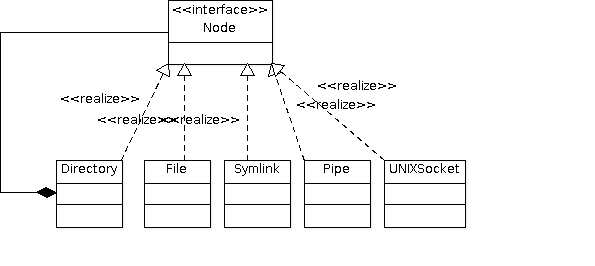 <<interface>>
Node
<<realize>>
<<realize>>
<<realize>>
<<realize>>
<<realize>>
Directory
File
Symlink
Pipe
UNIXSocket